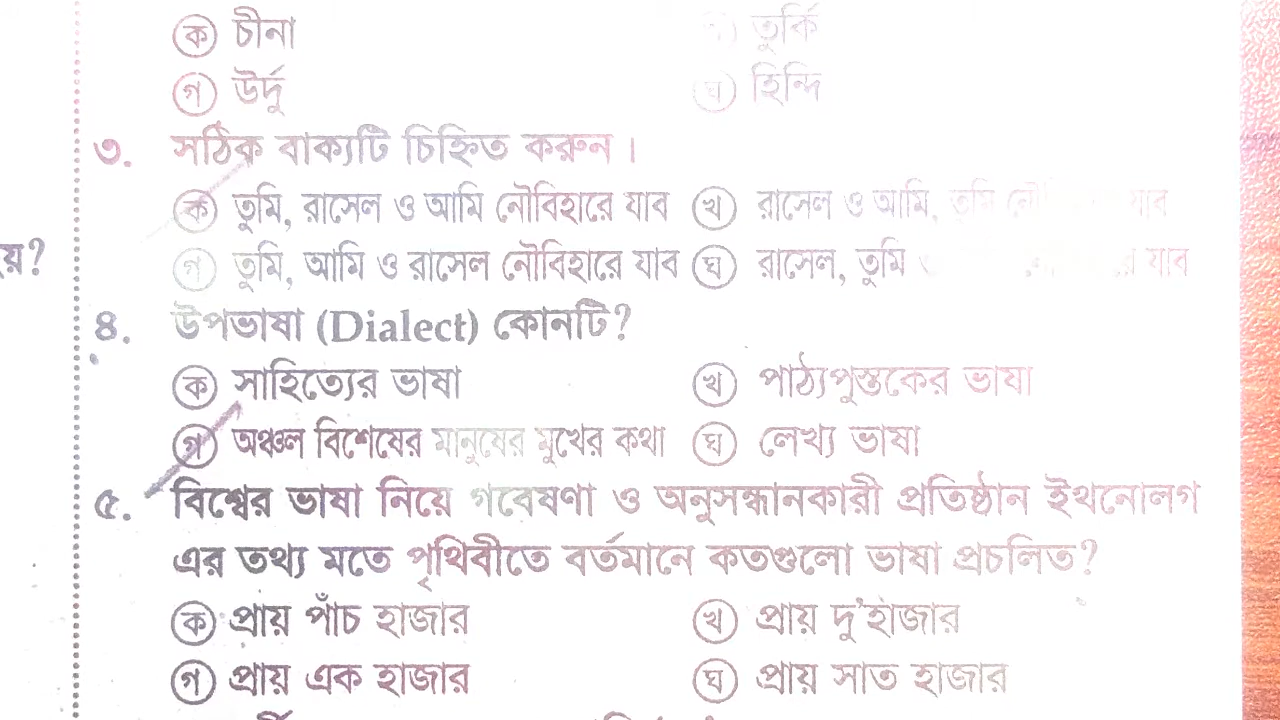 ক চীনা তুর্কি
গ উর্দু ঘ হিন্দি
৩. সঠিক বাক্যটি চিহ্নিত করুন।
ক তুমি, রাসেল ও আমি নৌবিহারে যাব খ রাসেল ও আমি, তুমি যাব
য়?
গ তুমি, আমি ও রাসেল নৌবিহারে যাব ঘ রাসেল, তুমি যাব
৪. উপভাষা (Dialect) কোনটি?
ক সাহিত্যের ভাষা খ পাঠ্যপুস্তকের ভাষা
গ অঞ্চল বিশেষের মানুষের মুখের কথা ঘ লেখ্য ভাষা
৫. বিশ্বের ভাষা নিয়ে গবেষণা ও অনুসন্ধানকারী প্রতিষ্ঠান ইথনোলগ
এর তথ্য মতে পৃথিবীতে বর্তমানে কতগুলো ভাষা প্রচলিত?
ক প্রায় পাঁচ হাজার খ প্রায় দু'হাজার
গ প্রায় এক হাজার ঘ প্রায় সাত হাজার